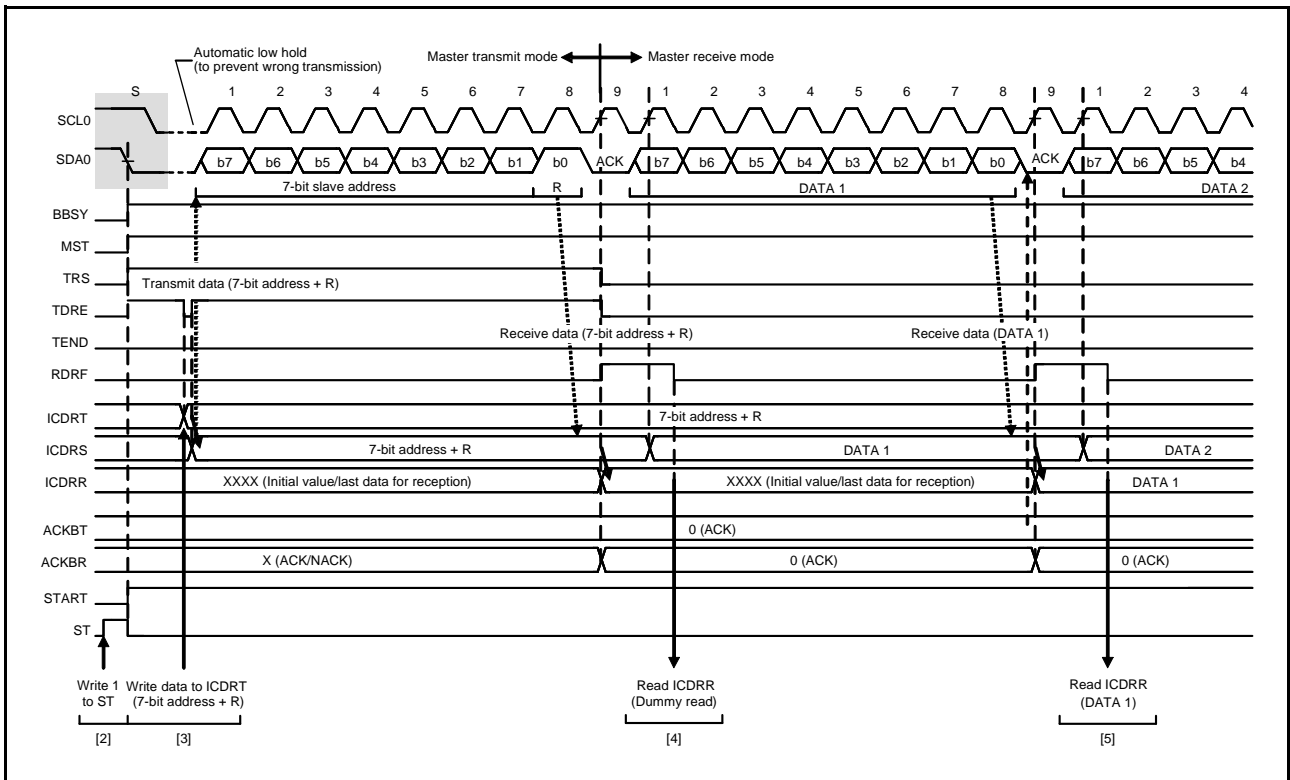 Automatic low hold
(to prevent wrong transmission)
Master transmit mode
Master receive mode
S 1 2 3 4 5 6 7 8 9 1 2 3 4 5 6 7 8 9 1 2 3 4
SCL0
SDA0 b7 b6 b5 b4 b3 b2 b1 b0 ACK b7 b6 b5 b4 b3 b2 b1 b0 ACK b7 b6 b5 b4
7-bit slave address R DATA 1 DATA 2
BBSY
MST
TRS
Transmit data (7-bit address + R)
TDRE
Receive data (7-bit address + R) Receive data (DATA 1)
TEND
RDRF
ICDRT 7-bit address + R
ICDRS 7-bit address + R DATA 1 DATA 2
ICDRR XXXX (Initial value/last data for reception) XXXX (Initial value/last data for reception) DATA 1
ACKBT 0 (ACK)
ACKBR X (ACK/NACK) 0 (ACK) 0 (ACK)
START
ST
Write 1
to ST
Write data to ICDRT
(7-bit address + R)
Read ICDRR
(Dummy read)
Read ICDRR
(DATA 1)
[2] [3] [4] [5]